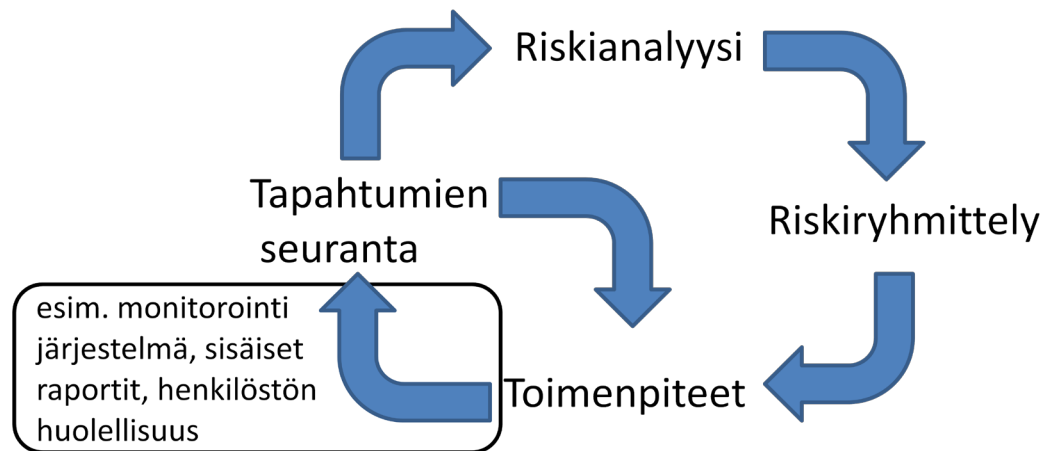 Riskianalyysi
Riskiryhmittely
Toimenpiteet
Tapahtumien
seuranta
esim. monitorointi
järjestelmä, sisäiset
raportit, henkilöstön
huolellisuus